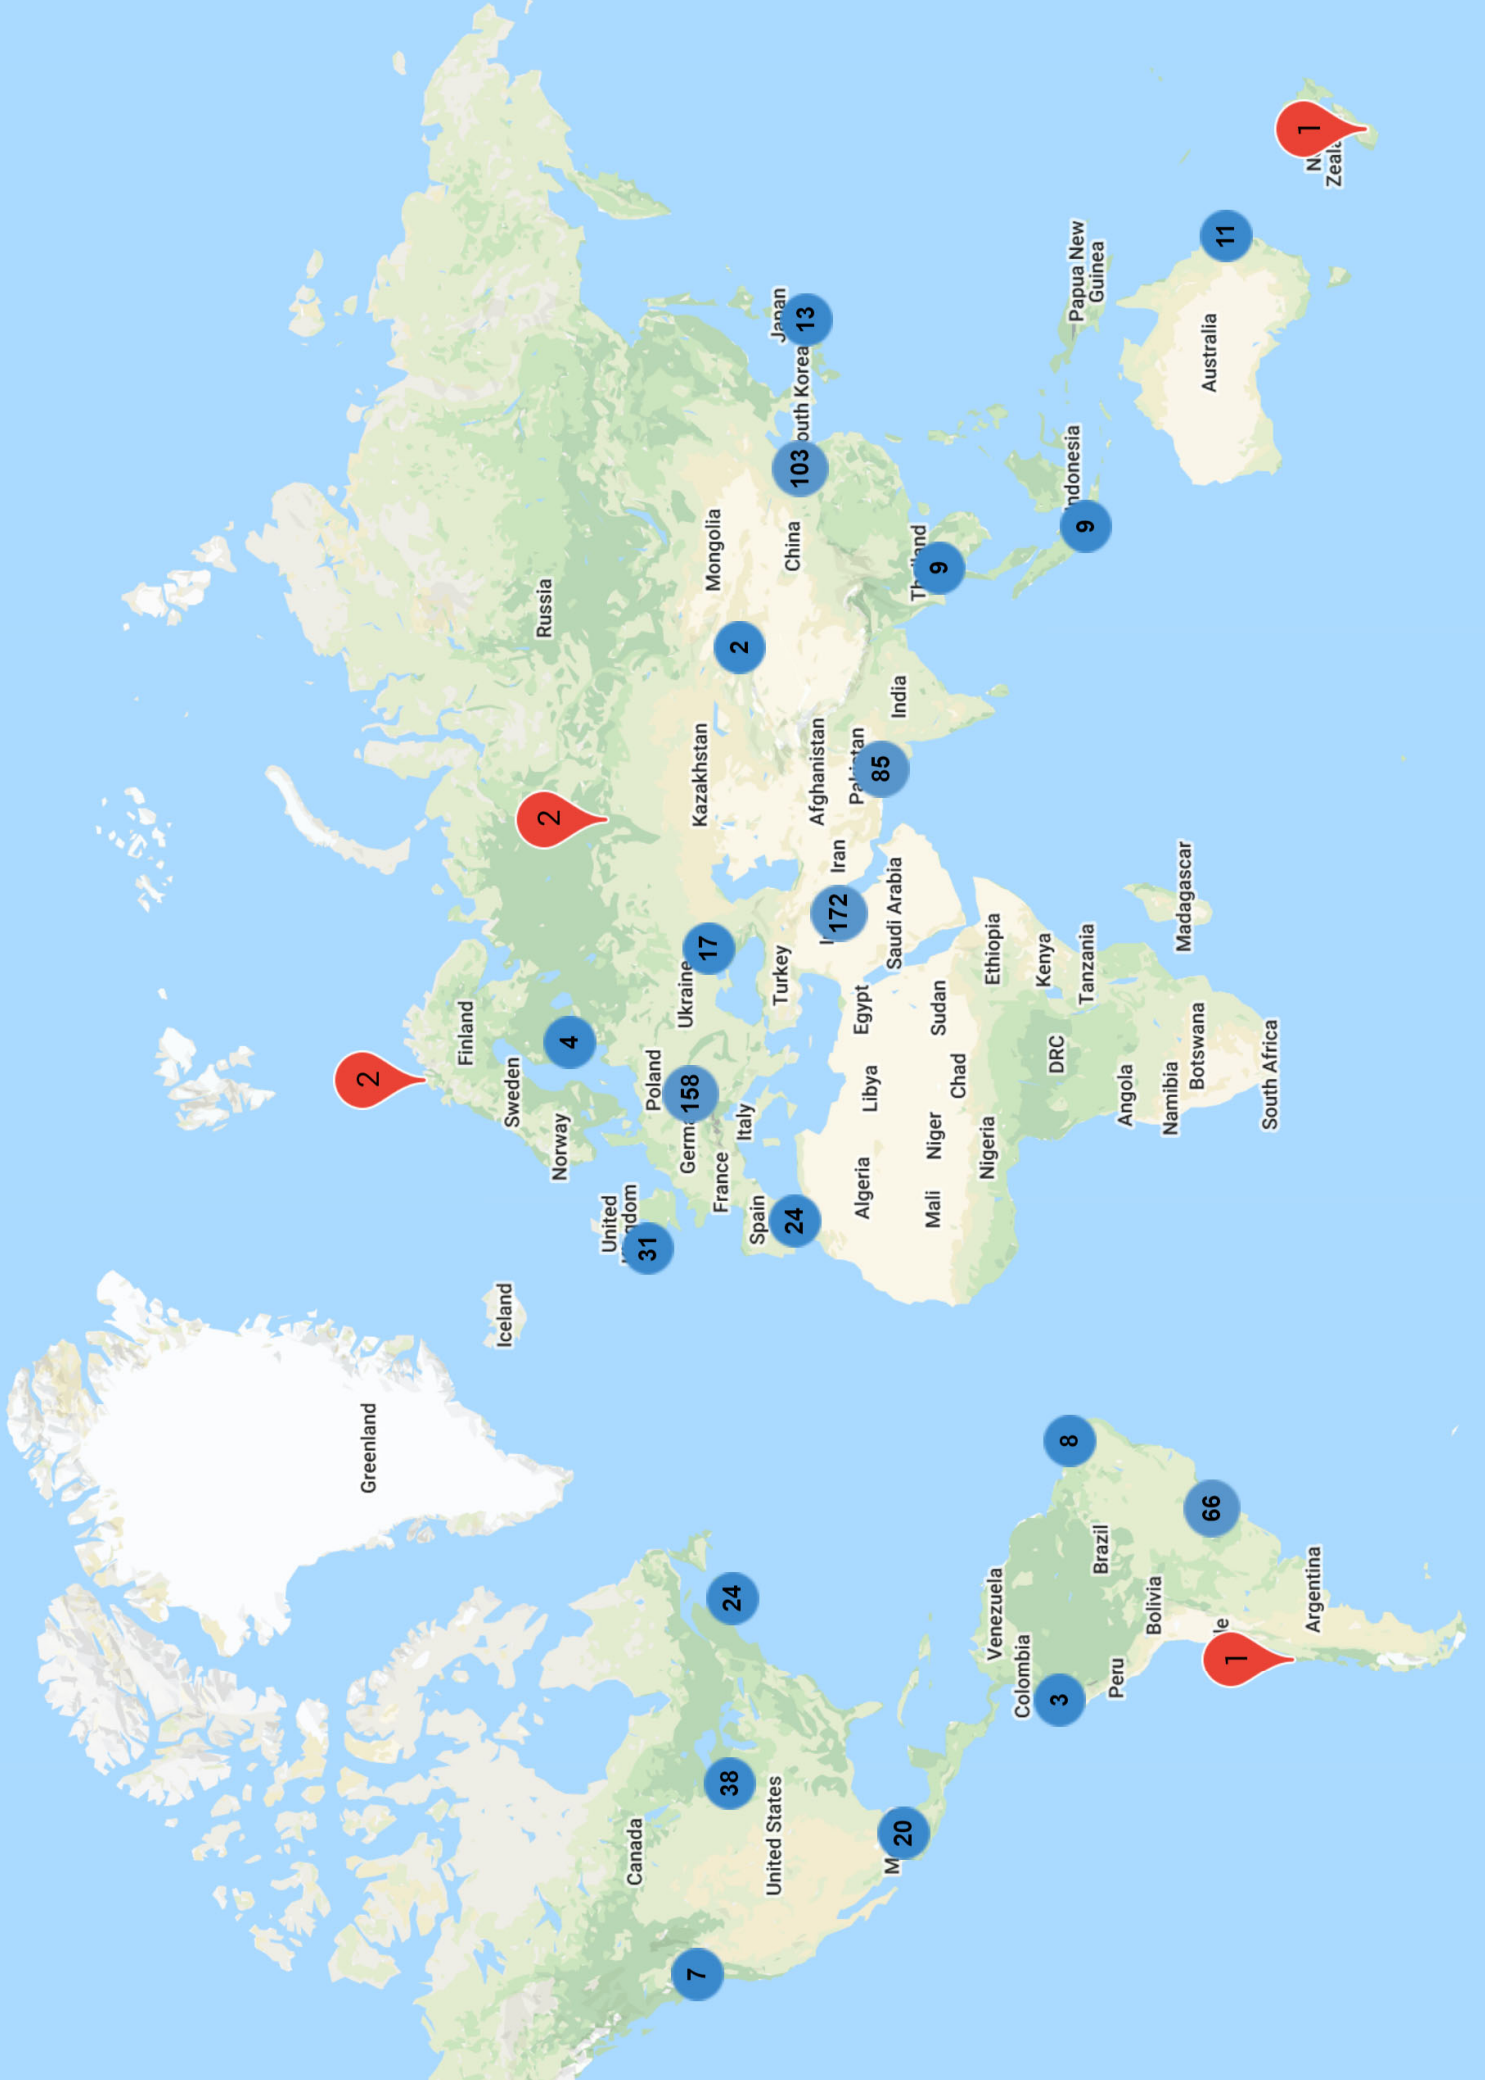 Greenland
Iceland
Finland
Sweden
Norway
Russia
2
2
4
United
31
Canada
United States
7
38
24
20
Poland
158
France
Italy
Spain
24
Ukraine
17
Turkey
Kazakhstan
Mongolia
2
China
103
Japan
13
Afghanistan
Iran
172
85
India
Saudi Arabia
Egypt
Libya
Algeria
Mali
Niger
Chad
Sudan
Nigeria
Ethiopia
Kenya
DRC
Tanzania
Angola
Namibia
Botswana
South Africa
Madagascar
9
9
Papua New
Guinea
Australia
11
1
Venezuela
Colombia
3
Peru
Brazil
8
Bolivia
66
1
Argentina